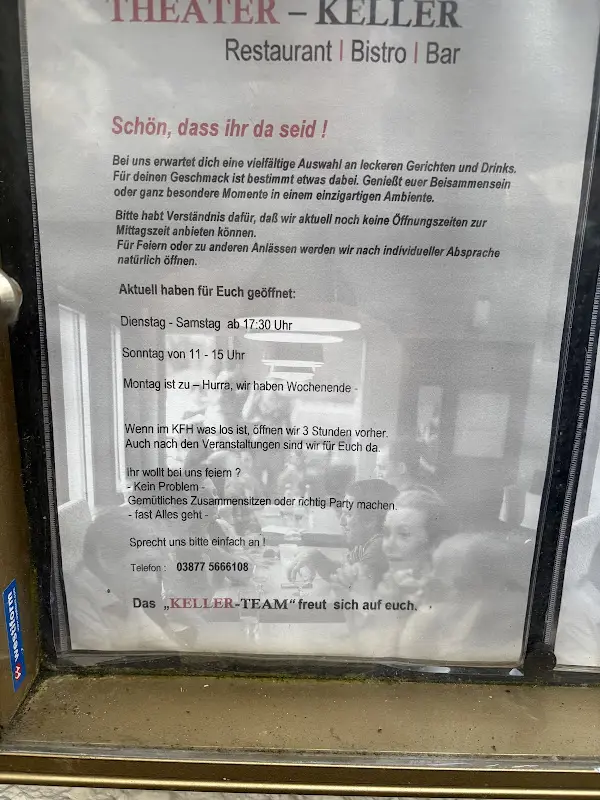 THEATER – KELLER
Restaurant | Bistro | Bar
Schön, dass ihr da seid !
Bei uns erwartet dich eine vielfältige Auswahl an leckeren Gerichten und Drinks.
Für deinen Geschmack ist bestimmt etwas dabei. Genießt euer Beisammensein
oder ganz besondere Momente in einem einzigartigen Ambiente.
Bitte habt Verständnis dafür, daß wir aktuell noch keine Öffnungszeiten zur
Mittagszeit anbieten können.
Für Feiern oder zu anderen Anlässen werden wir nach individueller Absprache
natürlich öffnen.
Aktuell haben für Euch geöffnet:
Dienstag - Samstag ab 17:30 Uhr
Sonntag von 11 - 15 Uhr
Montag ist zu – Hurra, wir haben Wochenende -
Wenn im KFH was los ist, öffnen wir 3 Stunden vorher.
Auch nach den Veranstaltungen sind wir für Euch da.
Ihr wollt bei uns feiern ?
- Kein Problem -
Gemütliches Zusammensitzen oder richtig Party machen.
- fast Alles geht -
Sprecht uns bitte einfach an !
Telefon : 03877 5666108
Das „KELLER-TEAM“ freut sich auf euch.
westiform